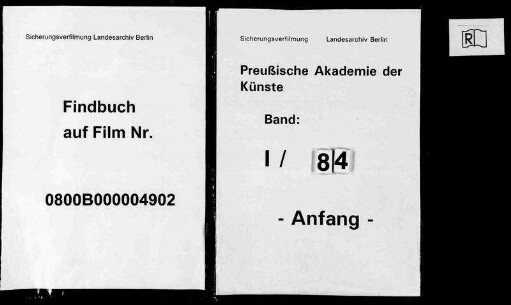 Sicherungsverfilmung Landesarchiv Berlin
Findbuch
auf Film Nr.
0800B000004902
Sicherungsverfilmung Landesarchiv Berlin
Preußische Akademie der
Künste
Band:
I / 84
- Anfang -
R